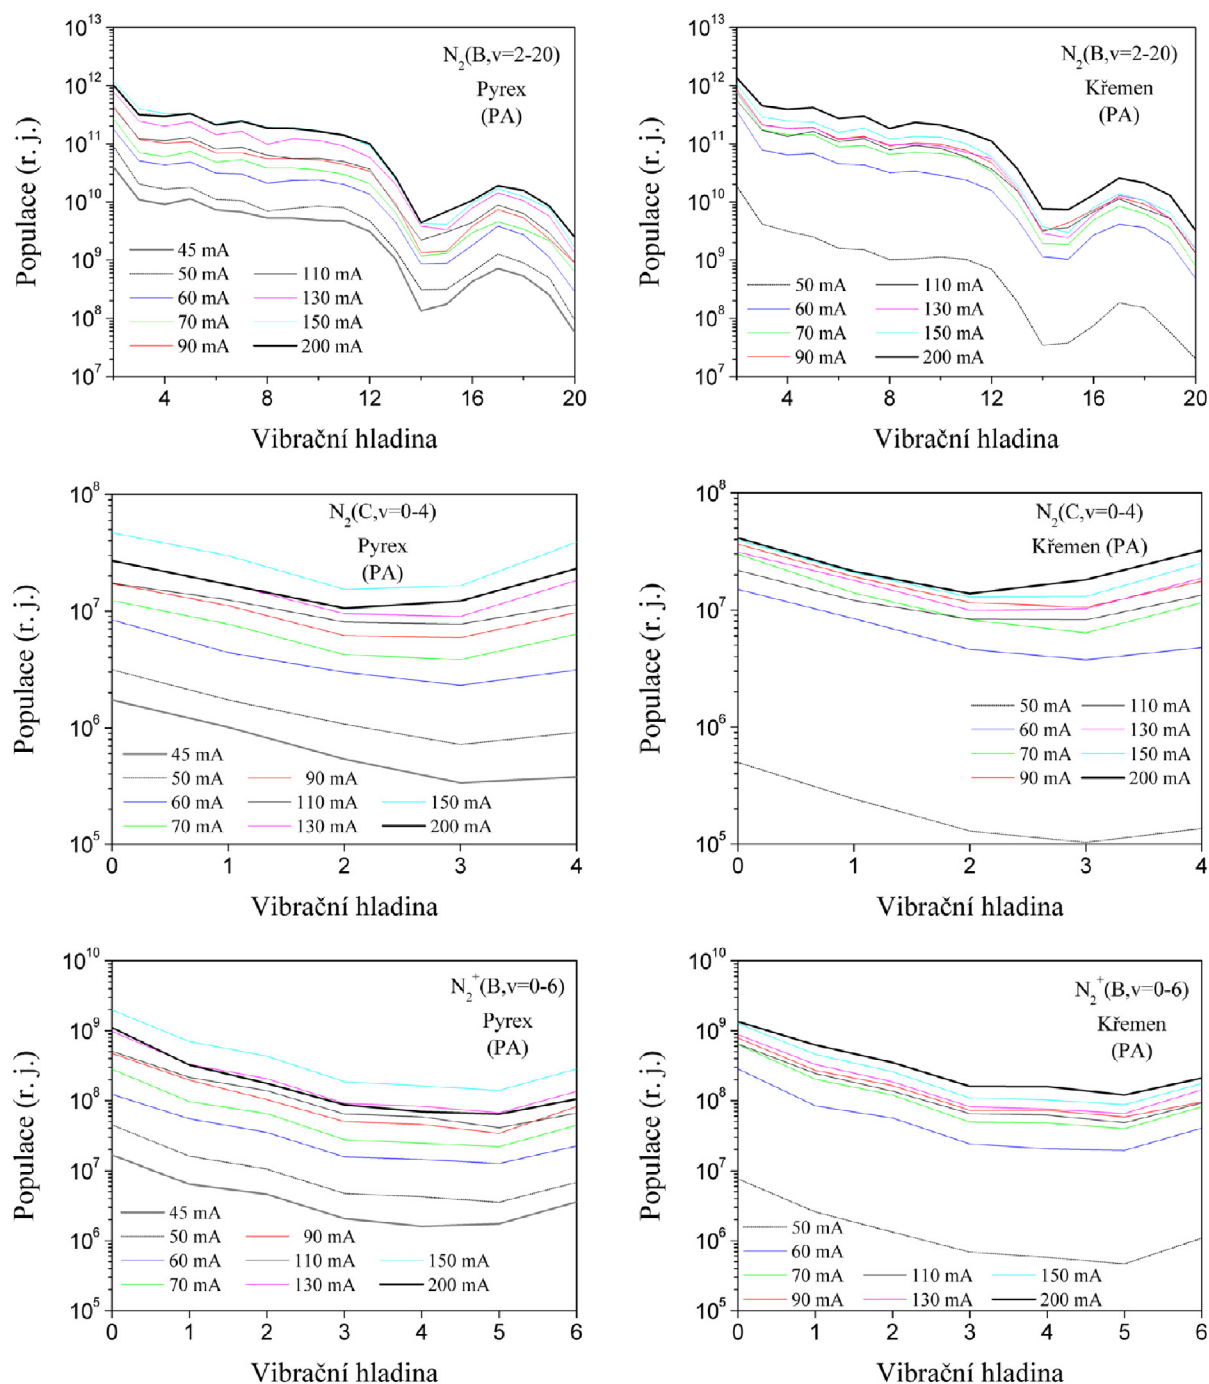 10^13
10^12
10^11
10^10
10^9
10^8
10^7
Populace (r. j.)
N2(B,v=2-20)
Pyrex
(PA)
45 mA
50 mA
60 mA
70 mA
90 mA
110 mA
130 mA
150 mA
200 mA
4 8 12 16 20
Vibrační hladina
10^13
10^12
10^11
10^10
10^9
10^8
10^7
Populace (r. j.)
N2(B,v=2-20)
Křemen
(PA)
50 mA
60 mA
70 mA
90 mA
110 mA
130 mA
150 mA
200 mA
4 8 12 16 20
Vibrační hladina
10^8
10^7
10^6
10^5
Populace (r. j.)
N2(C,v=0-4)
Pyrex
(PA)
45 mA
50 mA
60 mA
70 mA
90 mA
110 mA
130 mA
150 mA
200 mA
0 1 2 3 4
Vibrační hladina
10^8
10^7
10^6
10^5
Populace (r. j.)
N2(C,v=0-4)
Křemen (PA)
50 mA
60 mA
70 mA
90 mA
110 mA
130 mA
150 mA
200 mA
0 1 2 3 4
Vibrační hladina
10^10
10^9
10^8
10^7
10^6
10^5
Populace (r. j.)
N2+(B,v=0-6)
Pyrex
(PA)
45 mA
50 mA
60 mA
70 mA
90 mA
110 mA
130 mA
150 mA
200 mA
0 1 2 3 4 5 6
Vibrační hladina
10^10
10^9
10^8
10^7
10^6
10^5
Populace (r. j.)
N2+(B,v=0-6)
Křemen
(PA)
50 mA
60 mA
70 mA
90 mA
110 mA
130 mA
150 mA
200 mA
0 1 2 3 4 5 6
Vibrační hladina